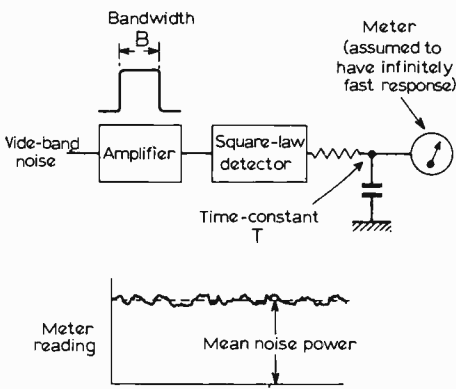 Bandwidth
B
Meter
(assumed to
have infinitely
fast response)
Vide-band
noise
Amplifier
Square-law
detector
Time-constant
T
Meter
reading
Mean noise power